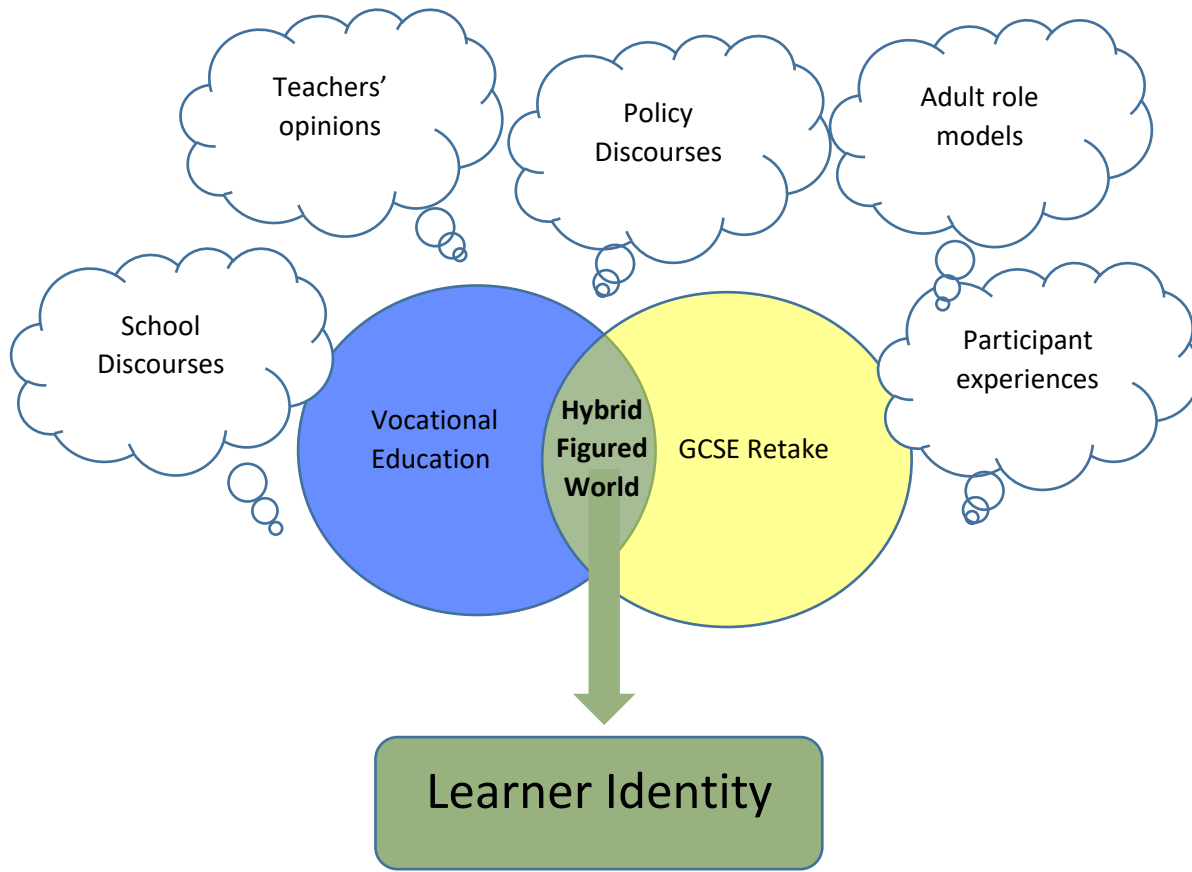 Teachers’
opinions
Policy
Discourses
Adult role
models
School
Discourses
Participant
experiences
Vocational
Education
Hybrid
Figured
World
GCSE Retake
Learner Identity